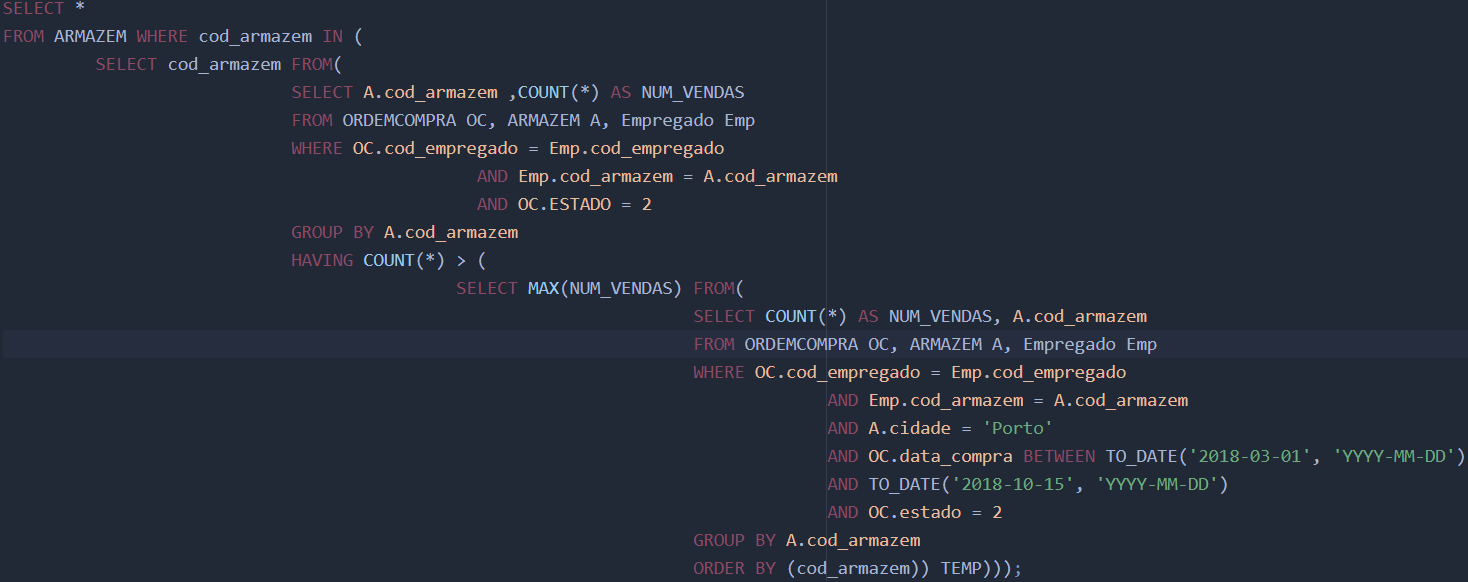 SELECT *
FROM ARMAZEM WHERE cod_armazem IN (
SELECT cod_armazem FROM(
SELECT A.cod_armazem ,COUNT(*) AS NUM_VENDAS
FROM ORDEMCOMPRA OC, ARMAZEM A, Empregado Emp
WHERE OC.cod_empregado = Emp.cod_empregado
AND Emp.cod_armazem = A.cod_armazem
AND OC.ESTADO = 2
GROUP BY A.cod_armazem
HAVING COUNT(*) > (
SELECT MAX(NUM_VENDAS) FROM(
SELECT COUNT(*) AS NUM_VENDAS, A.cod_armazem
FROM ORDEMCOMPRA OC, ARMAZEM A, Empregado Emp
WHERE OC.cod_empregado = Emp.cod_empregado
AND Emp.cod_armazem = A.cod_armazem
AND A.cidade = 'Porto'
AND OC.data_compra BETWEEN TO_DATE('2018-03-01', 'YYYY-MM-DD')
AND TO_DATE('2018-10-15', 'YYYY-MM-DD')
AND OC.estado = 2
GROUP BY A.cod_armazem
ORDER BY (cod_armazem)) TEMP)));